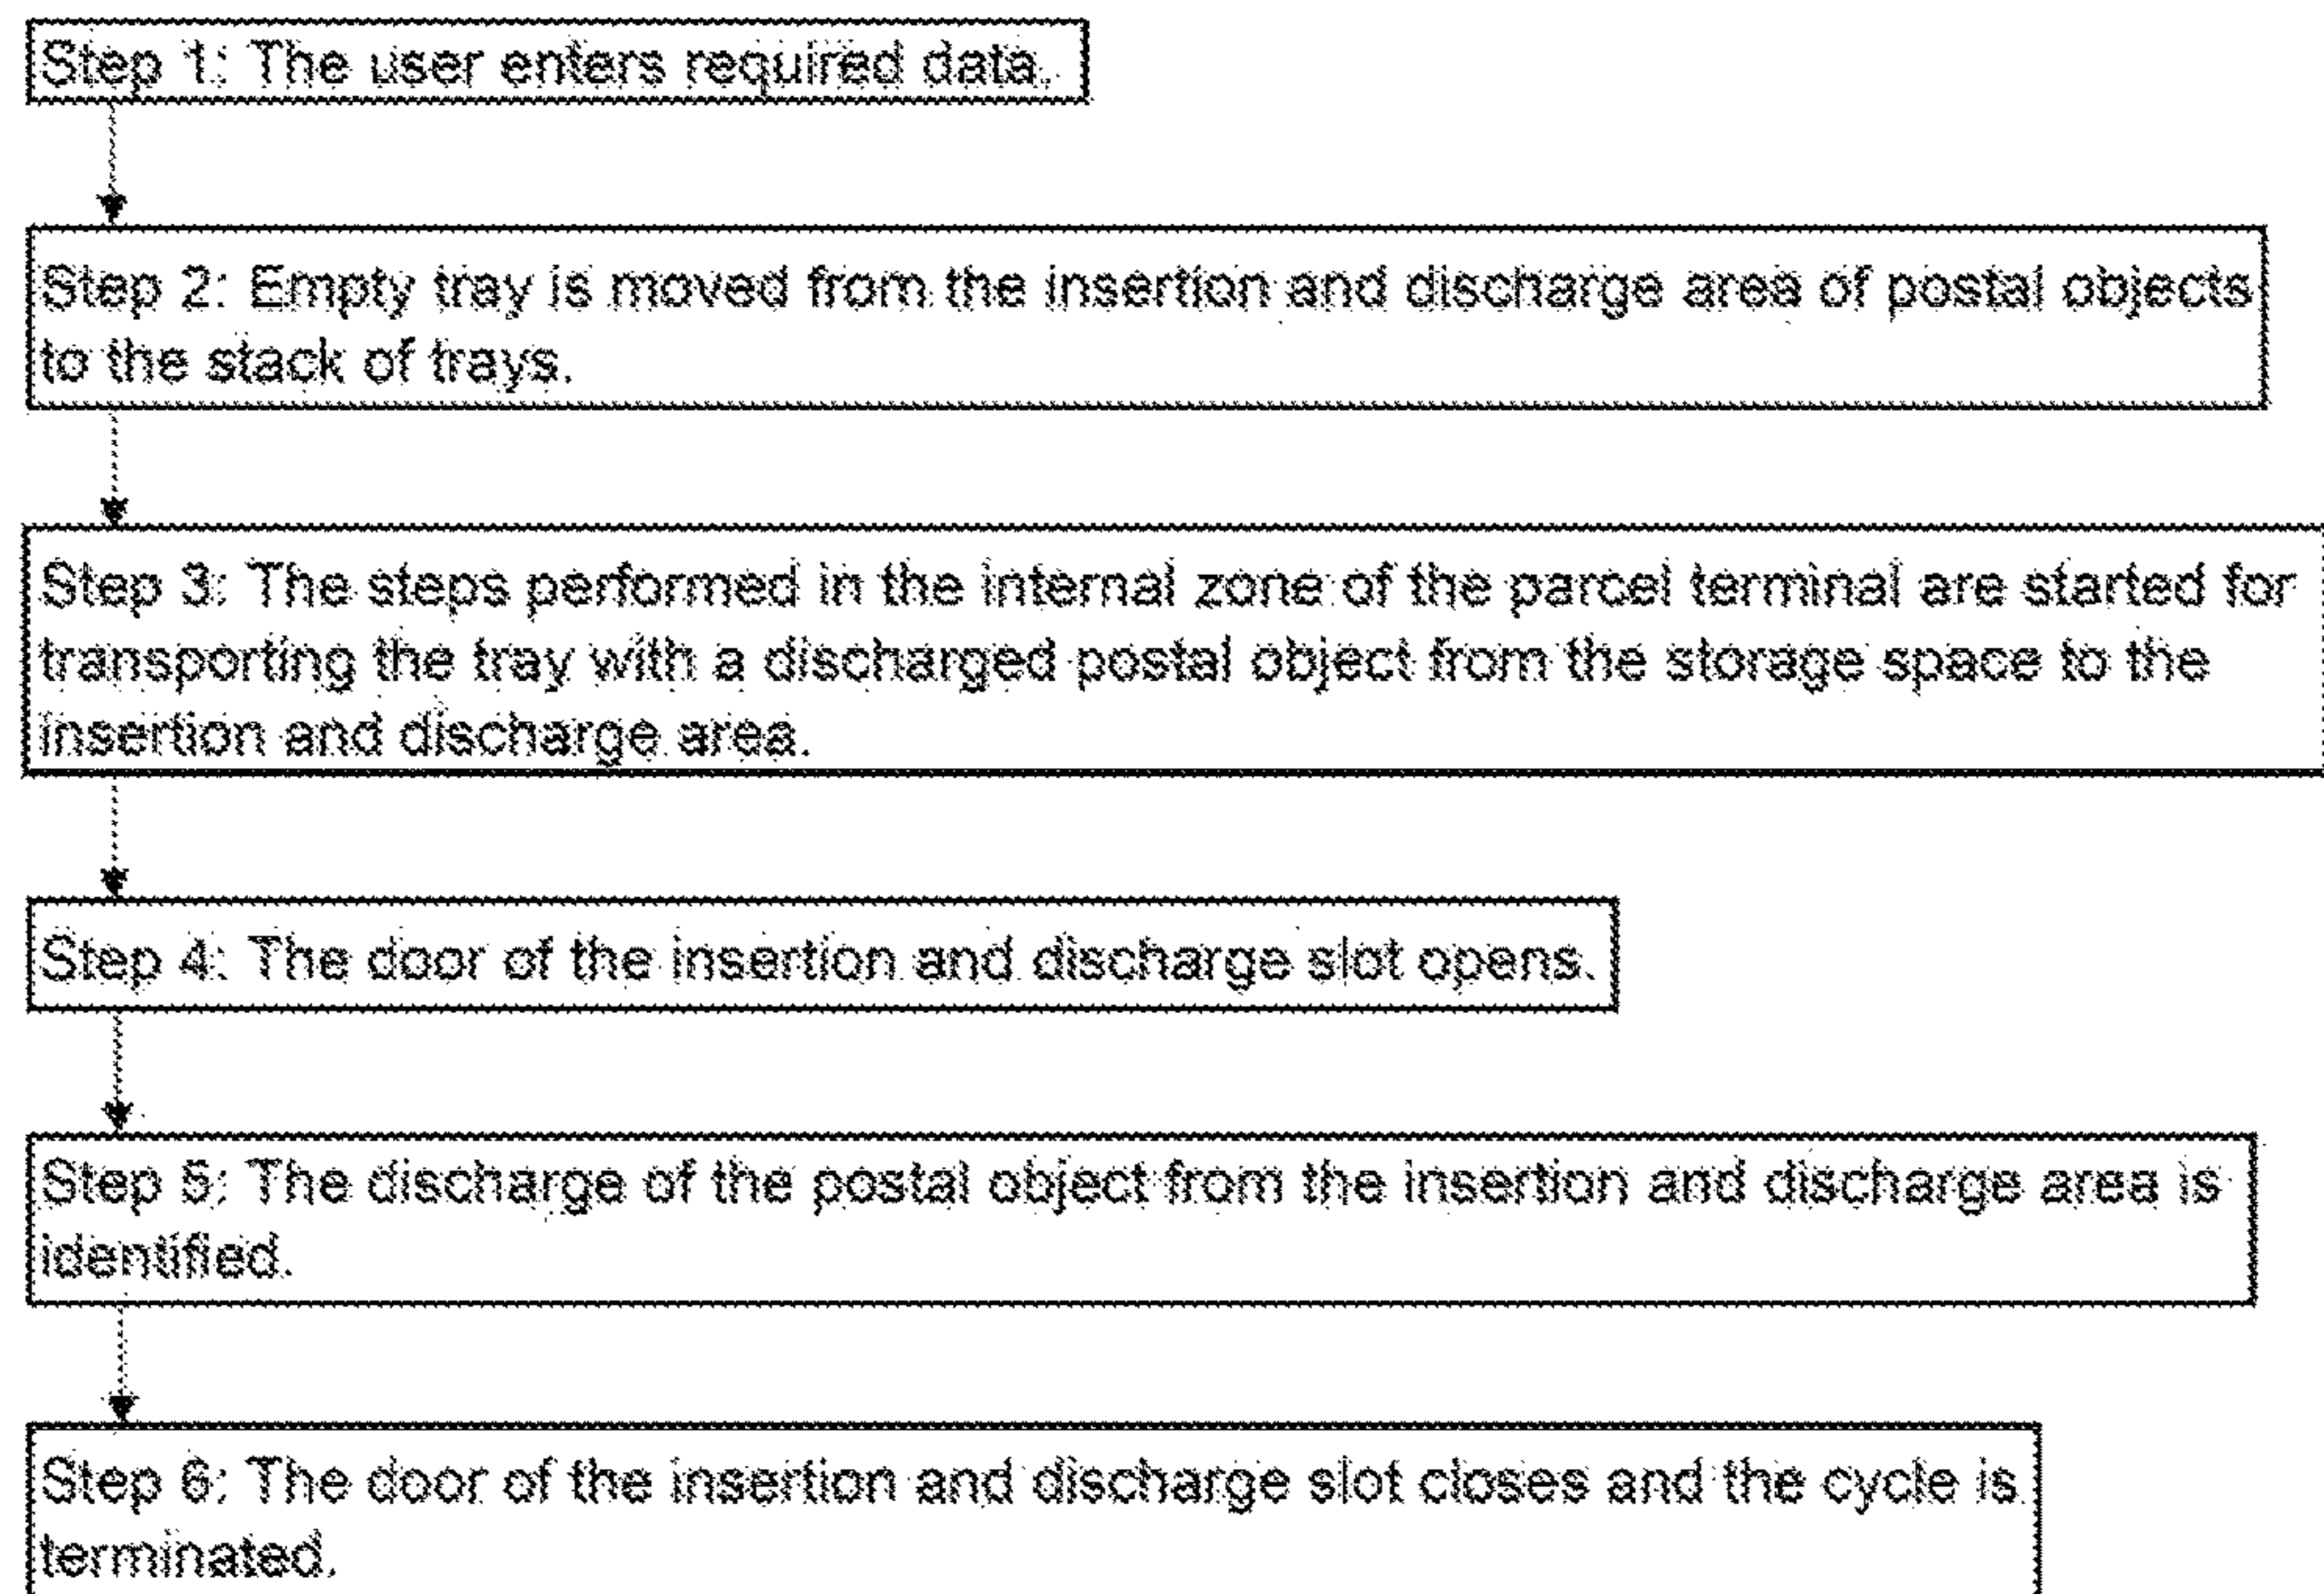 Step 1: The user enters required data.
Step 2: Empty tray is moved from the insertion and discharge area of postal objects
to the stack of trays.
Step 3: The steps performed in the internal zone of the parcel terminal are started for
transporting the tray with a discharged postal object from the storage space to the
insertion and discharge area.
Step 4: The door of the insertion and discharge slot opens.
Step 5: The discharge of the postal object from the insertion and discharge area is
identified.
Step 6: The door of the insertion and discharge slot closes and the cycle is
terminated.